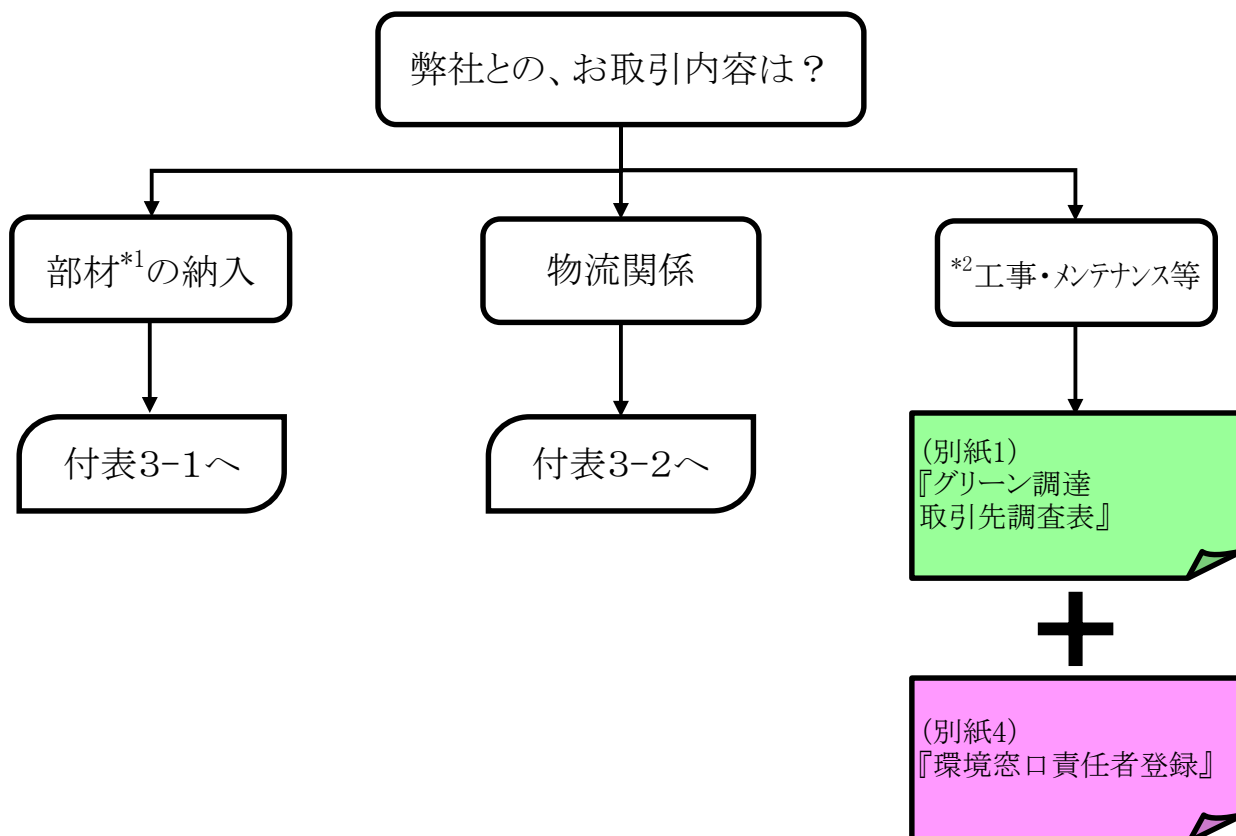 弊社との、お取引内容は？
部材*1の納入
物流関係
*2工事・メンテナンス等
付表3-1へ
付表3-2へ
(別紙1)
『グリーン調達
取引先調査表』
(別紙4)
『環境窓口責任者登録』